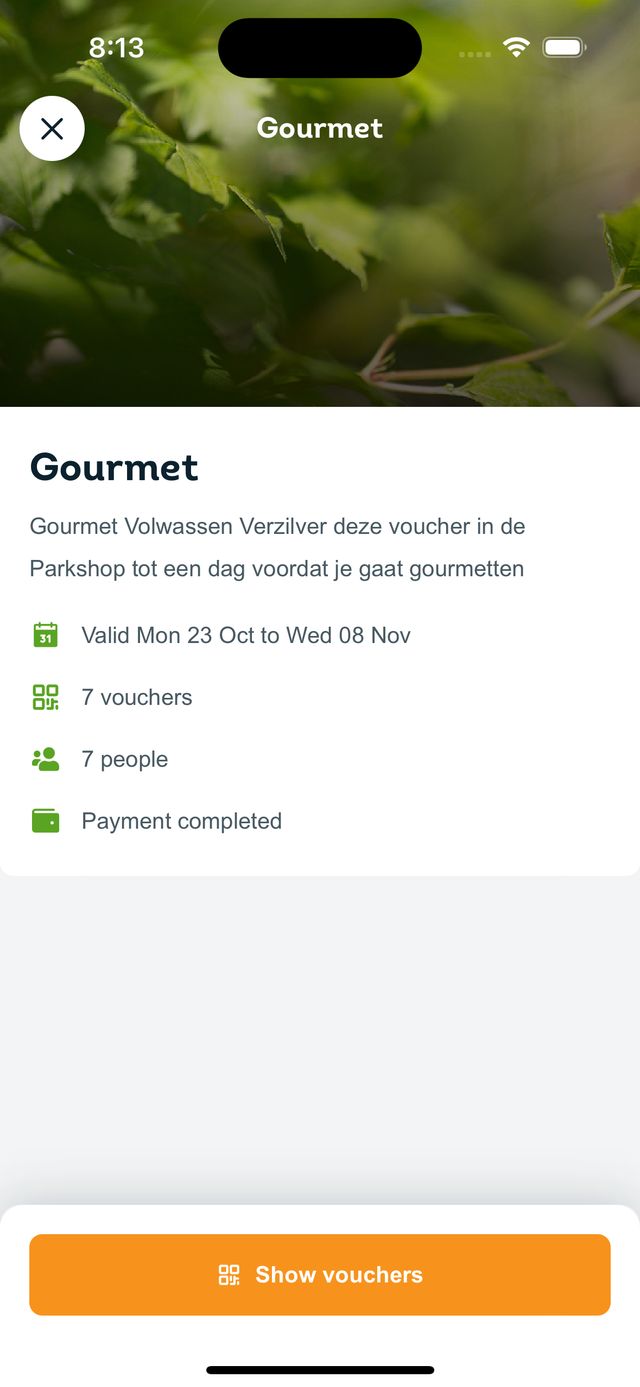 8:13
Gourmet
Gourmet
Gourmet Volwassen Verzilver deze voucher in de
Parkshop tot een dag voordat je gaat gourmetten
31
Valid Mon 23 Oct to Wed 08 Nov
7 vouchers
7 people
Payment completed
Show vouchers